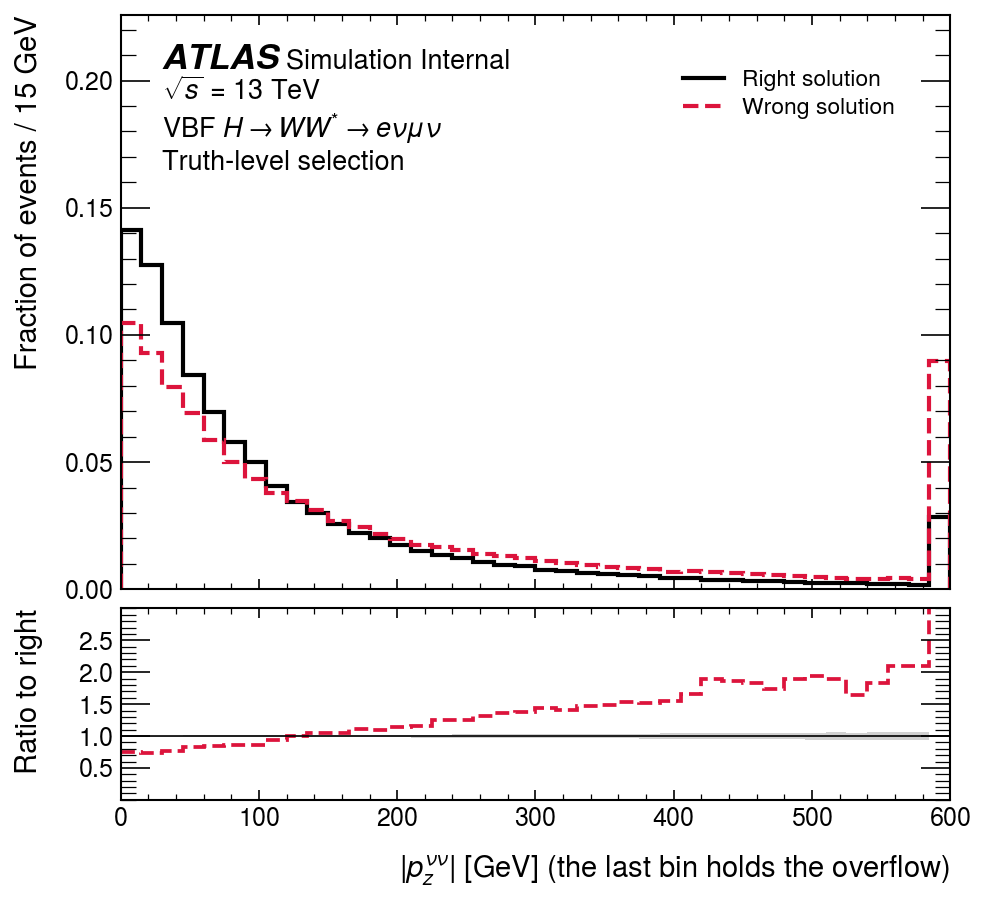 Fraction of events / 15 GeV
ATLAS Simulation Internal
√s = 13 TeV
VBF H → WW* → eνμν
Truth-level selection
Right solution
Wrong solution
0.20
0.15
0.10
0.05
0.00
Ratio to right
2.5
2.0
1.5
1.0
0.5
0 100 200 300 400 500 600
|p_z^νν| [GeV] (the last bin holds the overflow)